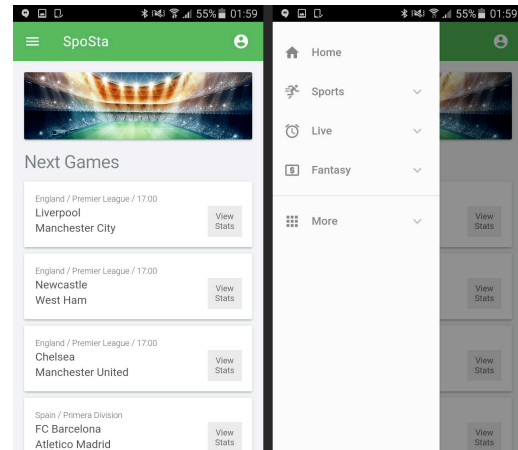 55% 01:59
SpoSta
Next Games
England / Premier League / 17:00
Liverpool
Manchester City
View
Stats
England / Premier League / 17:00
Newcastle
West Ham
View
Stats
England / Premier League / 17:00
Chelsea
Manchester United
View
Stats
Spain / Primera Division
FC Barcelona
Atletico Madrid
View
Stats
55% 01:59
Home
Sports
Live
Fantasy
More
View
Stats
View
Stats
View
Stats
View
Stats